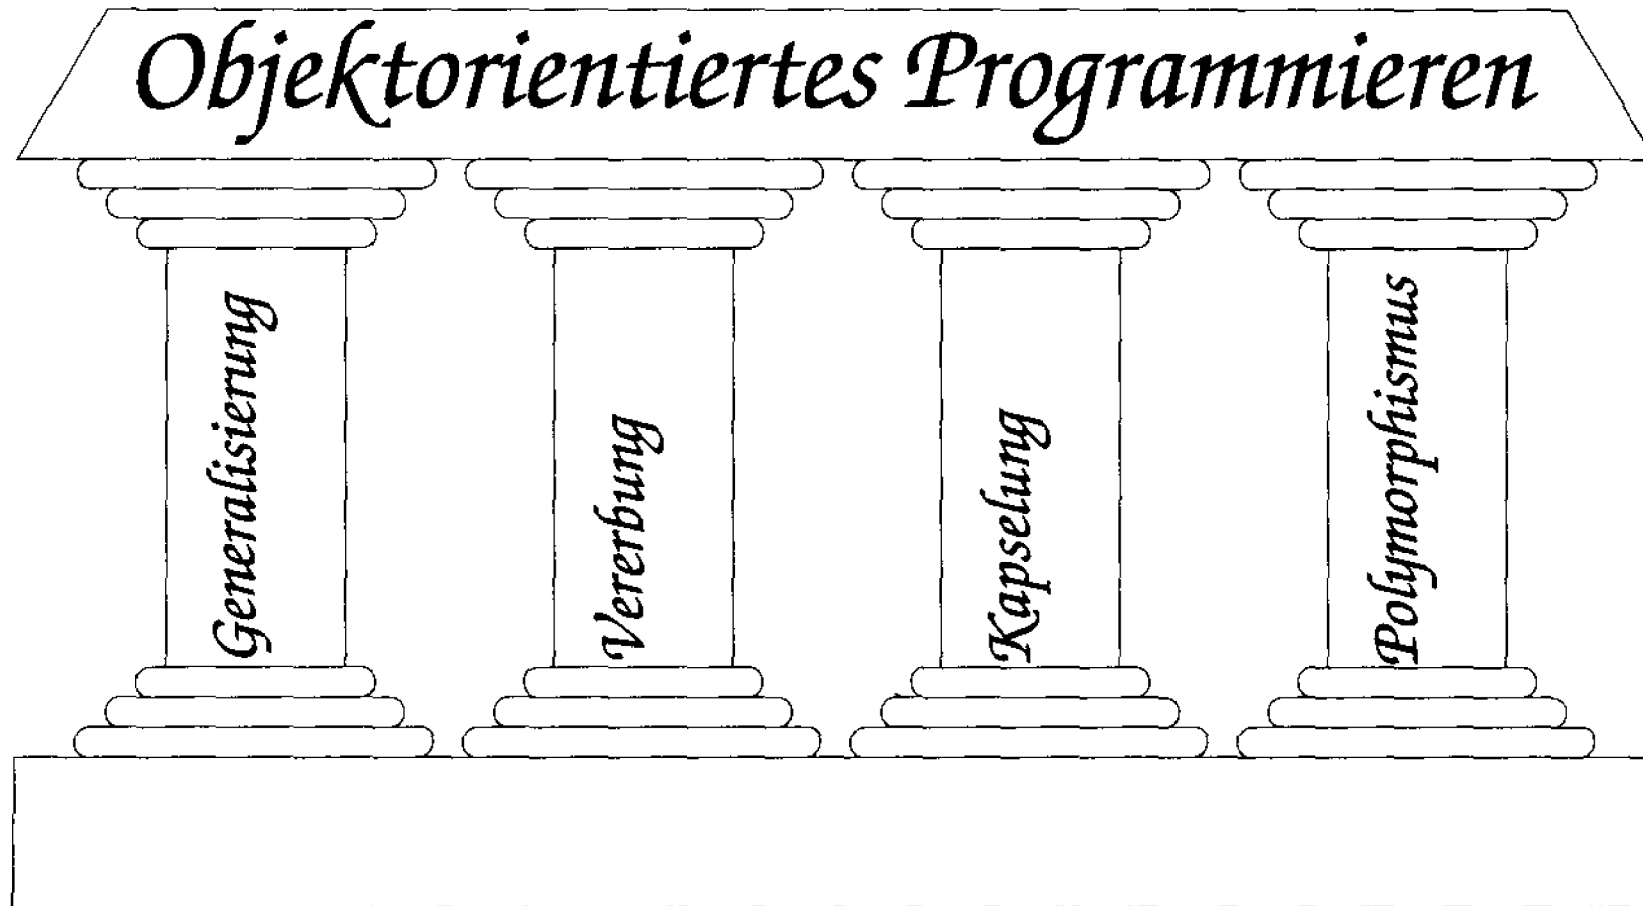 Objektorientiertes Programmieren
Generalisierung
Vererbung
Kapselung
Polymorphismus